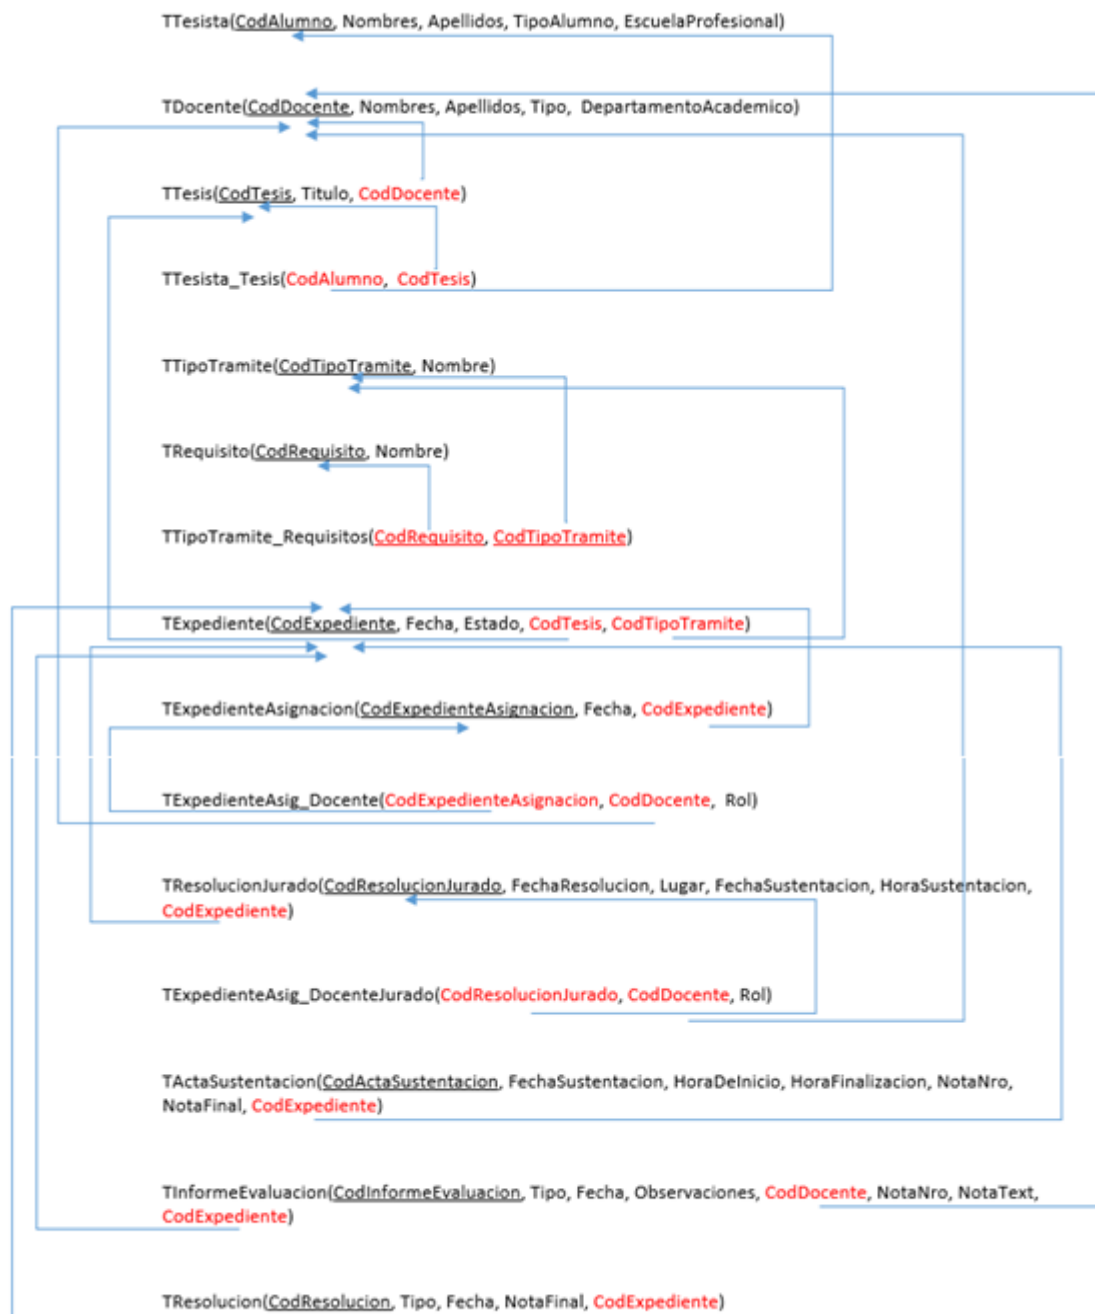 TTesista(CodAlumno, Nombres, Apellidos, TipoAlumno, EscuelaProfesional)
TDocente(CodDocente, Nombres, Apellidos, Tipo, DepartamentoAcademico)
TTesis(CodTesis, Titulo, CodDocente)
TTesista_Tesis(CodAlumno, CodTesis)
TTipoTramite(CodTipoTramite, Nombre)
TRequisito(CodRequisito, Nombre)
TTipoTramite_Requisitos(CodRequisito, CodTipoTramite)
TExpediente(CodExpediente, Fecha, Estado, CodTesis, CodTipoTramite)
TExpedienteAsignacion(CodExpedienteAsignacion, Fecha, CodExpediente)
TExpedienteAsig_Docente(CodExpedienteAsignacion, CodDocente, Rol)
TResolucionJurado(CodResolucionJurado, FechaResolucion, Lugar, FechaSustentacion, HoraSustentacion,
CodExpediente)
TExpedienteAsig_DocenteJurado(CodResolucionJurado, CodDocente, Rol)
TActaSustentacion(CodActaSustentacion, FechaSustentacion, HoraDeInicio, HoraFinalizacion, NotaNro,
NotaFinal, CodExpediente)
TInformeEvaluacion(CodInformeEvaluacion, Tipo, Fecha, Observaciones, CodDocente, NotaNro, NotaText,
CodExpediente)
TResolucion(CodResolucion, Tipo, Fecha, NotaFinal, CodExpediente)